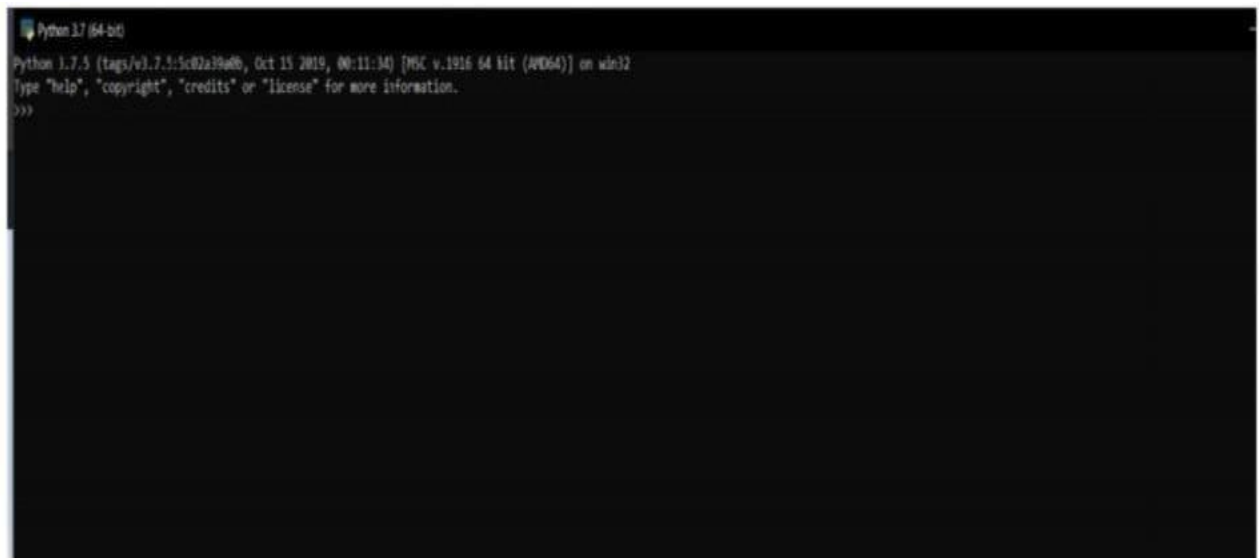 Python 3.7 (64-bit)
Python 3.7.5 (tags/v3.7.5:5c02a39a0b, Oct 15 2019, 00:11:34) [MSC v.1916 64 bit (AMD64)] on win32
Type "help", "copyright", "credits" or "license" for more information.
>>>